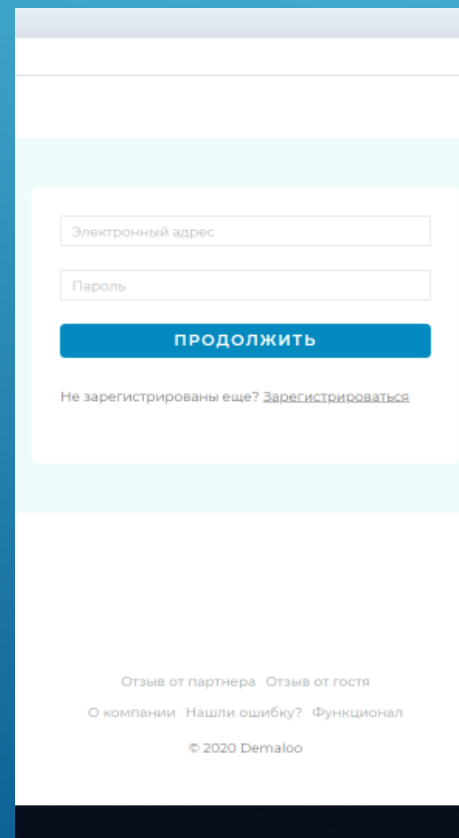 Электронный адрес
Пароль
ПРОДОЛЖИТЬ
Не зарегистрированы еще? Зарегистрироваться
Отзыв от партнера Отзыв от гостя
О компании Нашли ошибку? Функционал
© 2020 Demaloo